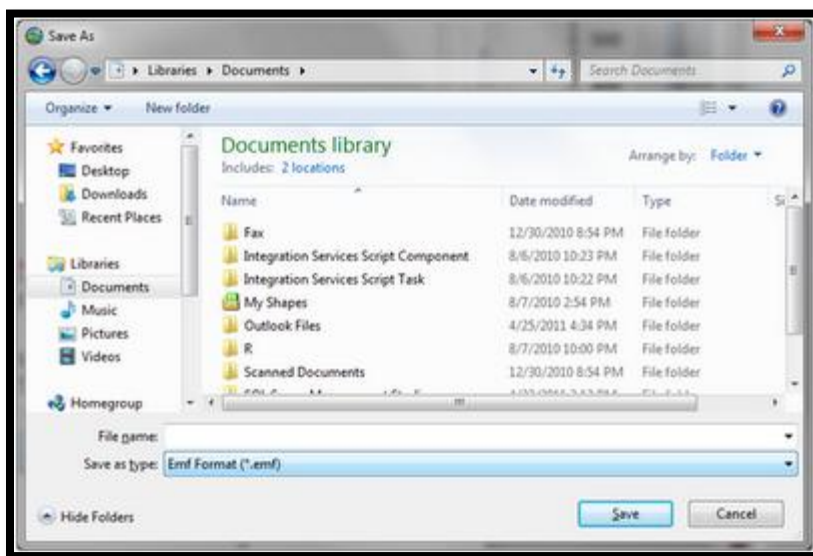 Save As
Libraries ▸ Documents ▸
Search Documents
Organize ▾ New folder
Favorites
Desktop
Downloads
Recent Places
Libraries
Documents
Music
Pictures
Videos
Homegroup
Documents library
Includes: 2 locations
Arrange by: Folder ▾
Name Date modified Type
Fax 12/30/2010 8:54 PM File folder
Integration Services Script Component 8/6/2010 10:23 PM File folder
Integration Services Script Task 8/6/2010 10:22 PM File folder
My Shapes 8/7/2010 2:54 PM File folder
Outlook Files 4/25/2011 4:34 PM File folder
R 8/7/2010 10:00 PM File folder
Scanned Documents 12/30/2010 8:54 PM File folder
File name:
Save as type: Emf Format (*.emf)
Hide Folders
Save Cancel